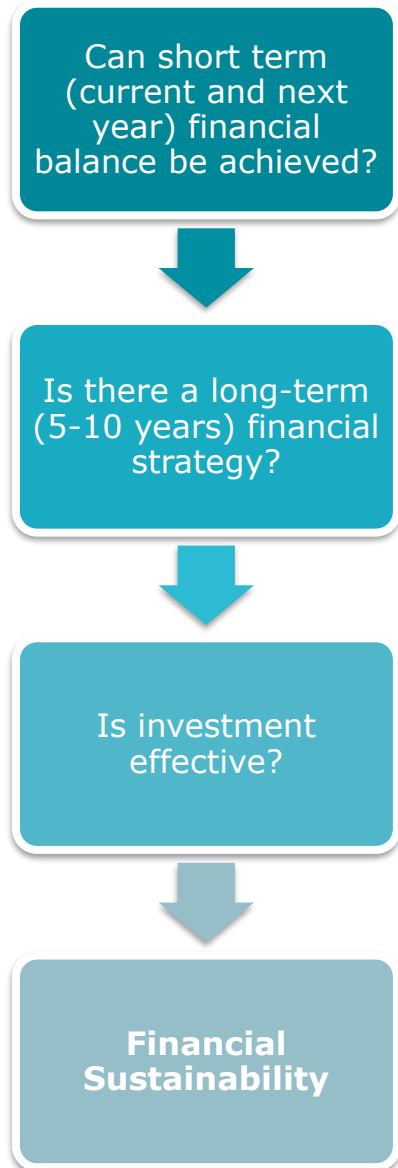 Can short term
(current and next
year) financial
balance be achieved?
Is there a long-term
(5-10 years) financial
strategy?
Is investment
effective?
Financial
Sustainability